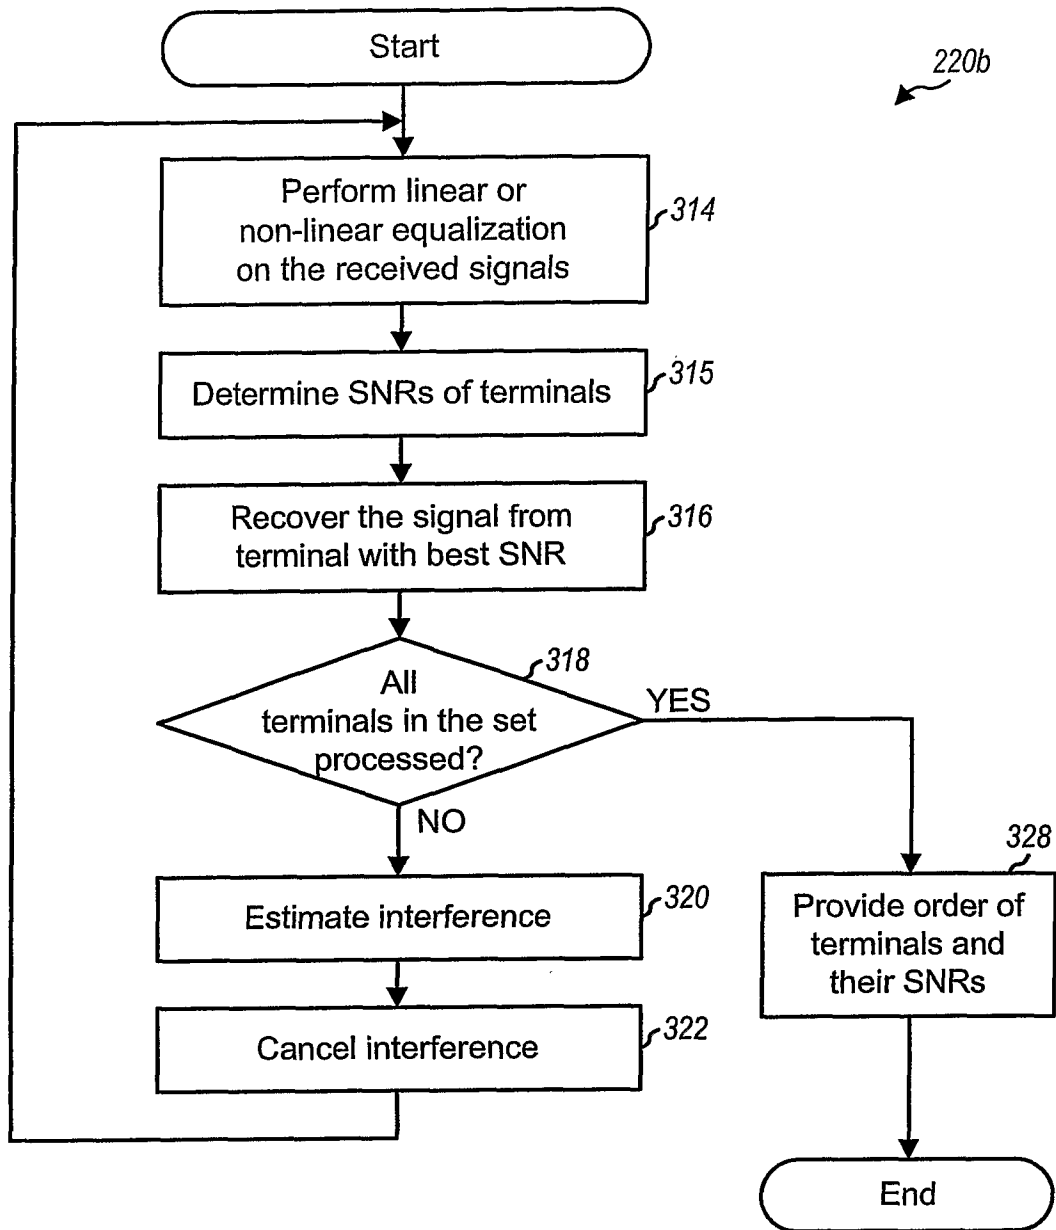 Start
220b
Perform linear or
non-linear equalization
on the received signals
314
Determine SNRs of terminals
315
Recover the signal from
terminal with best SNR
316
318
All
terminals in the set
processed?
YES
NO
Estimate interference
320
328
Provide order of
terminals and
their SNRs
Cancel interference
322
End